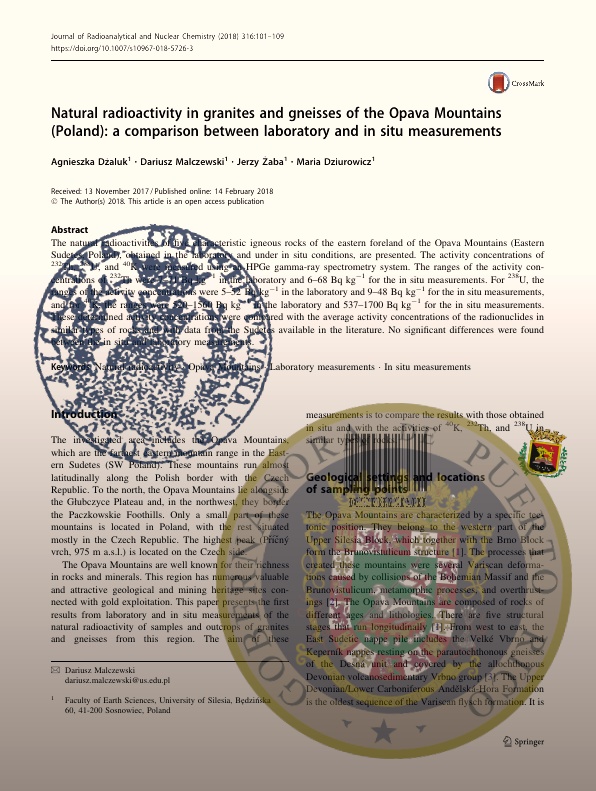 Journal of Radioanalytical and Nuclear Chemistry (2018) 316:101–109
https://doi.org/10.1007/s10967-018-5726-3
CrossMark
Natural radioactivity in granites and gneisses of the Opava Mountains
(Poland): a comparison between laboratory and in situ measurements
Agnieszka Dżaluk¹ · Dariusz Malczewski¹ · Jerzy Żaba¹ · Maria Dziurowicz¹
Received: 13 November 2017 / Published online: 14 February 2018
© The Author(s) 2018. This article is an open access publication
Abstract
The natural radioactivities of five characteristic igneous rocks of the eastern foreland of the Opava Mountains (Eastern
Sudetes, Poland), obtained in the laboratory and under in situ conditions, are presented. The activity concentrations of
²³²Th, ²³⁸U, and ⁴⁰K were measured using an HPGe gamma-ray spectrometry system. The ranges of the activity con-
centrations of ²³²Th were Bq kg⁻¹ in the laboratory and 6–68 Bq kg⁻¹ for the in situ measurements. For ²³⁸U, the
ranges of the activity concentrations were 5–52 Bq kg⁻¹ in the laboratory and 9–48 Bq kg⁻¹ for the in situ measurements,
and for ⁴⁰K, the ranges were –1560 Bq kg⁻¹ in the laboratory and 537–1700 Bq kg⁻¹ for the in situ measurements.
These determined activity concentrations were compared with the average activity concentrations of the radionuclides in
similar types of rocks and with data from the Sudetes available in the literature. No significant differences were found
between the in situ and laboratory measurements.
Keywords Natural radioactivity · Opava Mountains · Laboratory measurements · In situ measurements
Introduction
The investigated area includes the Opava Mountains,
which are the farthest eastern mountain range in the East-
ern Sudetes (SW Poland). These mountains run almost
latitudinally along the Polish border with the Czech
Republic. To the north, the Opava Mountains lie alongside
the Glubczyce Plateau and, in the northwest, they border
the Paczkowskie Foothills. Only a small part of these
mountains is located in Poland, with the rest situated
mostly in the Czech Republic. The highest peak (Příčný
vrch, 975 m a.s.l.) is located on the Czech side.
The Opava Mountains are well known for their richness
in rocks and minerals. This region has numerous valuable
and attractive geological and mining heritage sites con-
nected with gold exploitation. This paper presents the first
results from laboratory and in situ measurements of the
natural radioactivity of samples and outcrops of granites
and gneisses from this region. The aim of these
measurements is to compare the results with those obtained
in situ and with the activities of ⁴⁰K, ²³²Th, and ²³⁸U in
similar types of rocks.
Geological settings and locations
of sampling points
The Opava Mountains are characterized by a specific tec-
tonic position. They belong to the western part of the
Upper Silesia Block, which together with the Brno Block
form the Brunovistulicum structure [1]. The processes that
created these mountains were several Variscan deforma-
tions caused by collisions of the Bohemian Massif and the
Brunovistulicum, metamorphic processes, and overthrust-
ings [2]. The Opava Mountains are composed of rocks of
different ages and lithologies. There are five structural
stages that run longitudinally [1]. From west to east, the
East Sudetic nappe pile includes the Velké Vbrno and
Keperník nappes resting on the parautochthonous gneisses
of the Desná unit and covered by the allochthonous
Devonian volcanosedimentary Vrbno group [3]. The Upper
Devonian/Lower Carboniferous Andělská-Hora Formation
is the oldest sequence of the Variscan flysch formation. It is
✉ Dariusz Malczewski
dariusz.malczewski@us.edu.pl
¹ Faculty of Earth Sciences, University of Silesia, Będzińska
60, 41-200 Sosnowiec, Poland
Springer